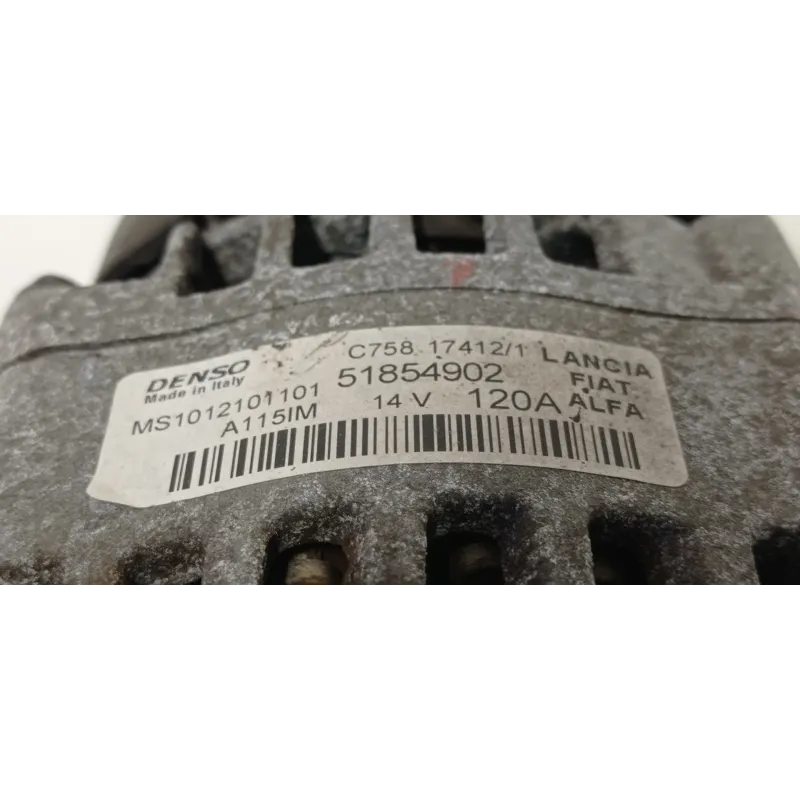 DENSO
Made in Italy
MS1012101101
A115IM
C758 17412/1
51854902
14 V 120A
LANCIA
FIAT
ALFA